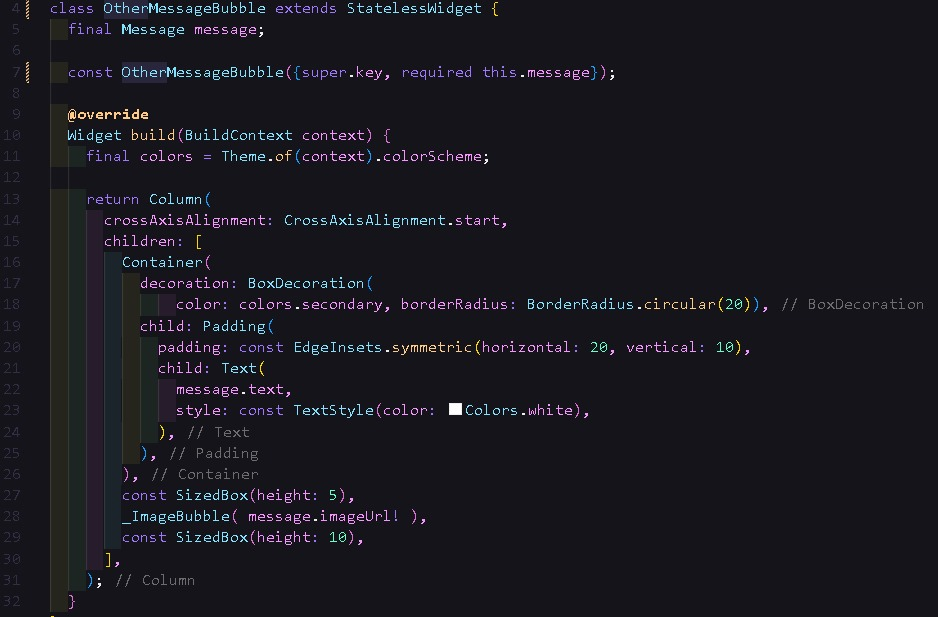 4 class OtherMessageBubble extends StatelessWidget {
5 final Message message;
6
7 const OtherMessageBubble({super.key, required this.message});
8
9 @override
10 Widget build(BuildContext context) {
11 final colors = Theme.of(context).colorScheme;
12
13 return Column(
14 crossAxisAlignment: CrossAxisAlignment.start,
15 children: [
16 Container(
17 decoration: BoxDecoration(
18 color: colors.secondary, borderRadius: BorderRadius.circular(20)), // BoxDecoration
19 child: Padding(
20 padding: const EdgeInsets.symmetric(horizontal: 20, vertical: 10),
21 child: Text(
22 message.text,
23 style: const TextStyle(color: Colors.white),
24 ), // Text
25 ), // Padding
26 ), // Container
27 const SizedBox(height: 5),
28 _ImageBubble( message.imageUrl! ),
29 const SizedBox(height: 10),
30 ],
31 ); // Column
32 }